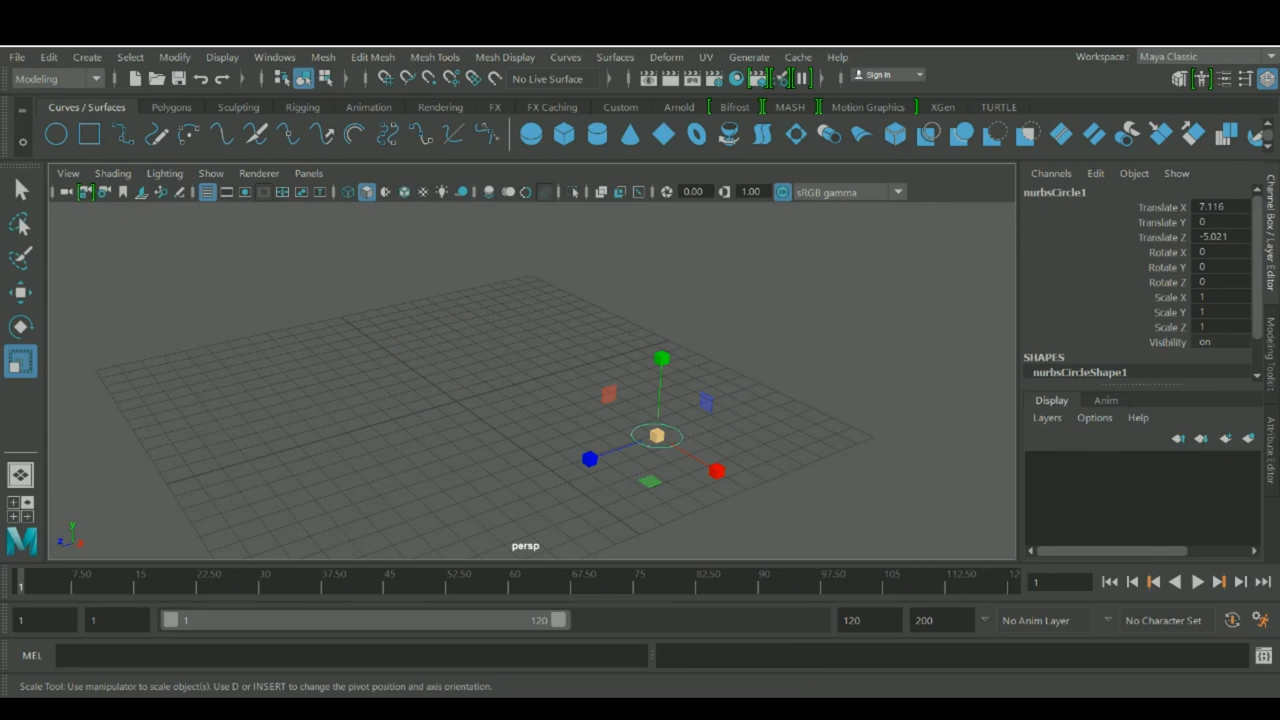 File Edit Create Select Modify Display Windows Mesh Edit Mesh Mesh Tools Mesh Display Curves Surfaces Deform UV Generate Cache Help Workspace : Maya Classic
Modeling No Live Surface IPR Sign In
Curves / Surfaces Polygons Sculpting Rigging Animation Rendering FX FX Caching Custom Arnold Bifrost MASH Motion Graphics XGen TURTLE
View Shading Lighting Show Renderer Panels
0.00 1.00 sRGB gamma
Channels Edit Object Show
nurbsCircle1
Translate X 7.116
Translate Y 0
Translate Z -5.021
Rotate X 0
Rotate Y 0
Rotate Z 0
Scale X 1
Scale Y 1
Scale Z 1
Visibility on
SHAPES
nurbsCircleShape1
Display Anim
Layers Options Help
Channel Box / Layer Editor
Modeling Toolkit
Attribute Editor
y
z x
persp
1 7.50 15 22.50 30 37.50 45 52.50 60 67.50 75 82.50 90 97.50 105 112.50 12 1
1 1 1 120 120 200 No Anim Layer No Character Set
MEL
Scale Tool: Use manipulator to scale object(s). Use D or INSERT to change the pivot position and axis orientation.